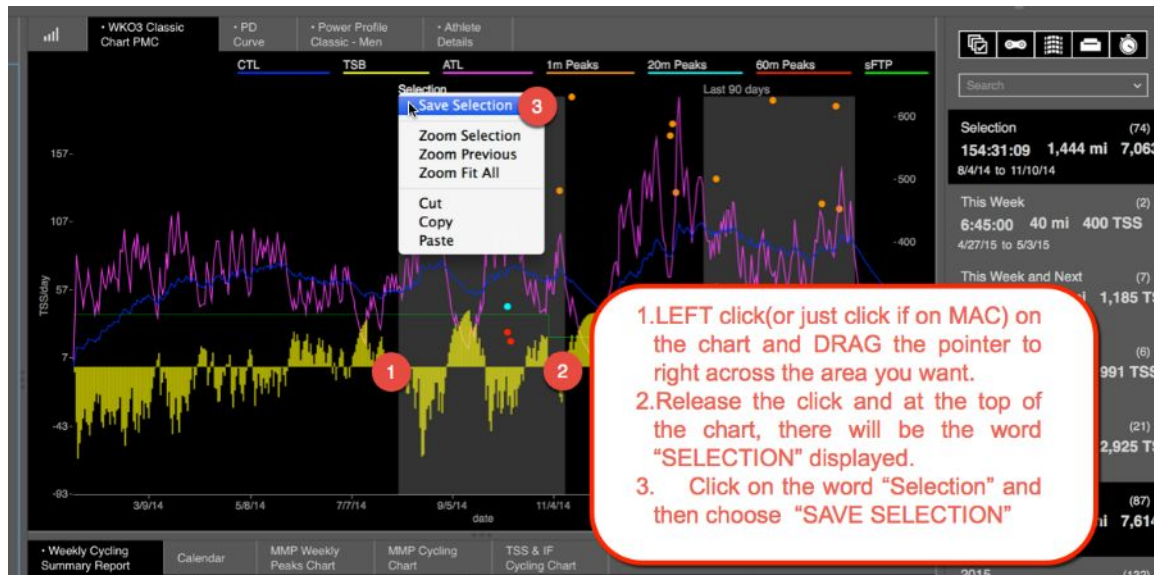 • WKO3 Classic
Chart PMC
• PD
Curve
• Power Profile
Classic - Men
• Athlete
Details
CTL
TSB
ATL
1m Peaks
20m Peaks
60m Peaks
sFTP
Selection
Last 90 days
Save Selection
3
Zoom Selection
Zoom Previous
Zoom Fit All
Cut
Copy
Paste
157-
107-
57-
7-
-43-
-93-
TSS/day
-600
-500
-400
1
2
3/9/14
5/8/14
7/7/14
9/5/14
11/4/14
date
1.LEFT click(or just click if on MAC) on
the chart and DRAG the pointer to
right across the area you want.
2.Release the click and at the top of
the chart, there will be the word
“SELECTION” displayed.
3. Click on the word “Selection” and
then choose “SAVE SELECTION”
Search
Selection (74)
154:31:09 1,444 mi 7,063
8/4/14 to 11/10/14
This Week (2)
6:45:00 40 mi 400 TSS
4/27/15 to 5/3/15
This Week and Next (7)
1,185 TS
(6)
991 TSS
(21)
2,925 TS
(87)
mi 7,614
2015 (132)
• Weekly Cycling
Summary Report
Calendar
MMP Weekly
Peaks Chart
MMP Cycling
Chart
TSS & IF
Cycling Chart